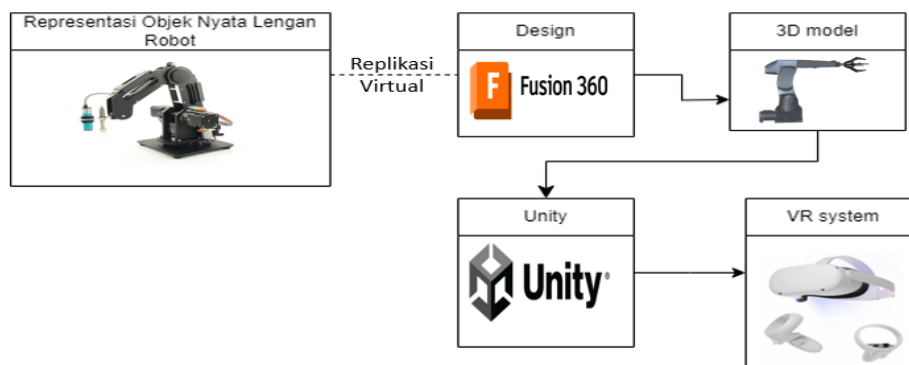 Representasi Objek Nyata Lengan
Robot
Replikasi
Virtual
Design
F
Fusion 360
3D model
Unity
Unity®
VR system